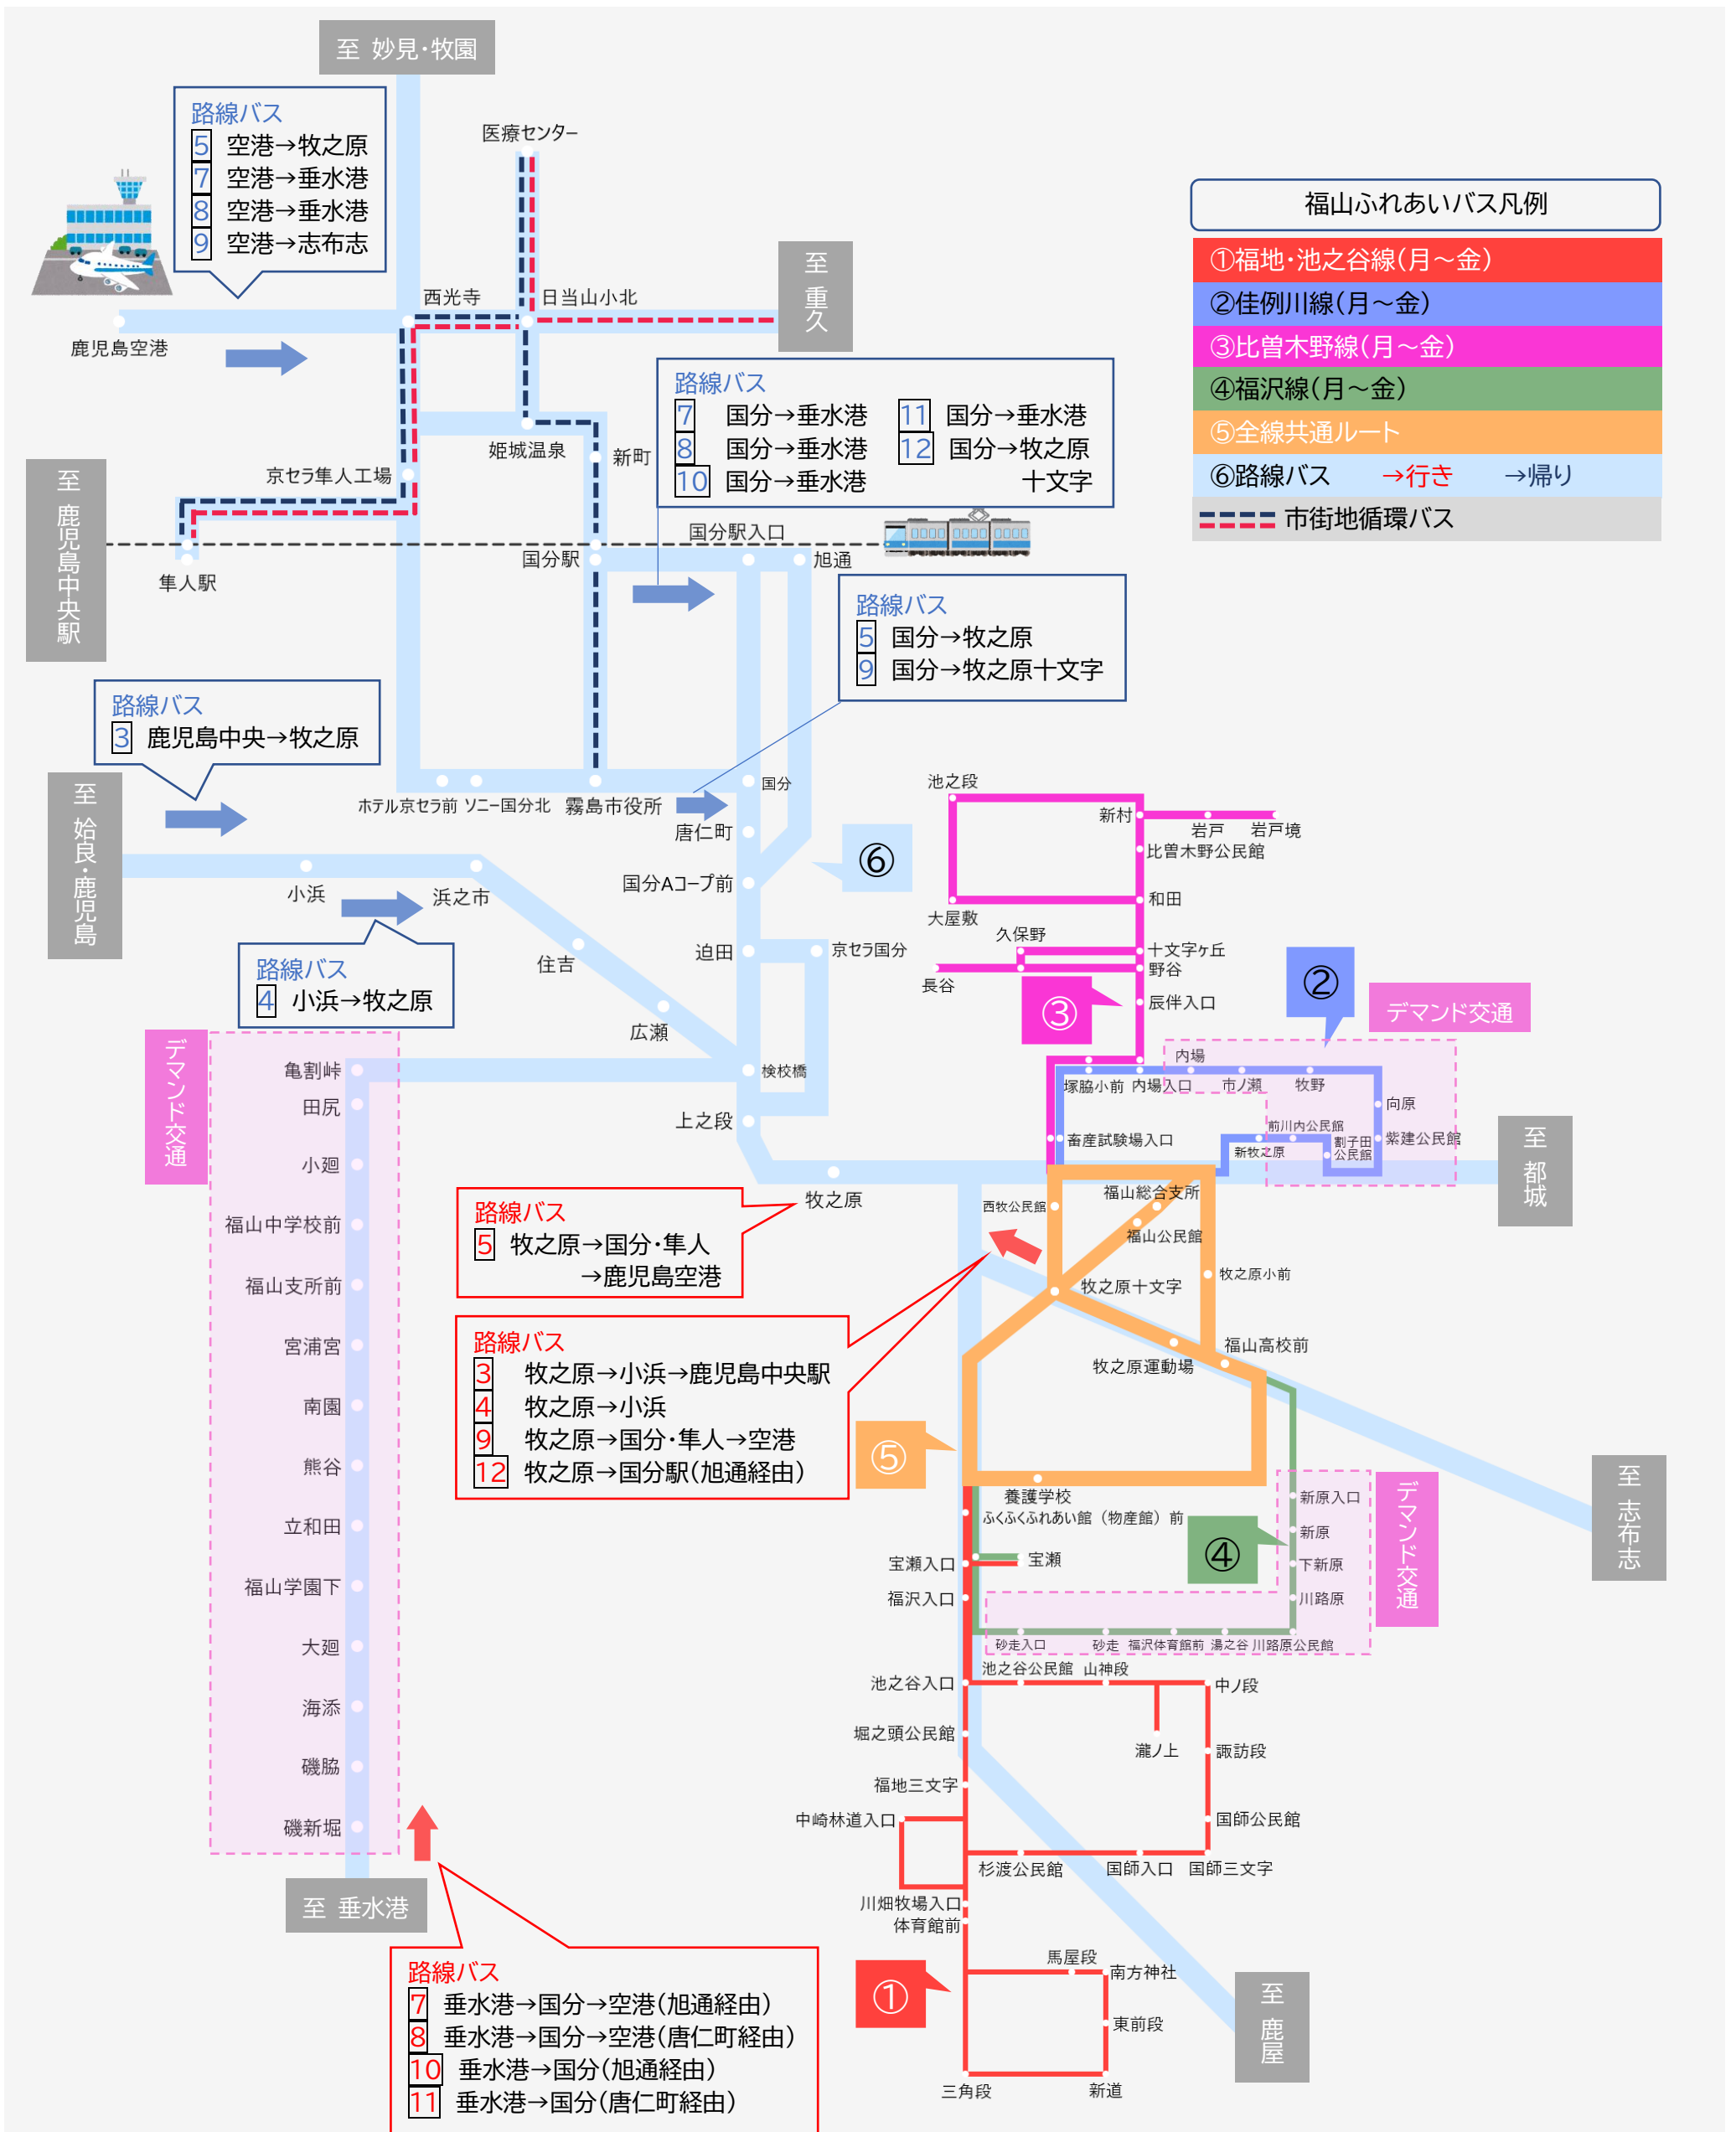 至 妙見・牧園
路線バス
5 空港→牧之原
7 空港→垂水港
8 空港→垂水港
9 空港→志布志
医療センター
西光寺
日当山小北
至 重久
鹿児島空港
福山ふれあいバス凡例
①福地・池之谷線（月～金）
②佳例川線（月～金）
③比曽木野線（月～金）
④福沢線（月～金）
⑤全線共通ルート
⑥路線バス →行き →帰り
市街地循環バス
路線バス
7 国分→垂水港 11 国分→垂水港
8 国分→垂水港 12 国分→牧之原
10 国分→垂水港 十文字
姫城温泉
新町
京セラ隼人工場
至 鹿児島中央駅
国分駅入口
国分駅
旭通
隼人駅
路線バス
5 国分→牧之原
9 国分→牧之原十文字
路線バス
3 鹿児島中央→牧之原
至 姶良・鹿児島
ホテル京セラ前
ソニー国分北
霧島市役所
国分
唐仁町
国分Aコープ前
⑥
小浜
浜之市
住吉
広瀬
迫田
京セラ国分
検校橋
上之段
牧之原
路線バス
4 小浜→牧之原
池之段
新村
岩戸
岩戸境
比曽木野公民館
和田
大屋敷
久保野
十文字ヶ丘
野谷
長谷
辰伴入口
③
②
デマンド交通
内場
塚脇小前
内場入口
市ノ瀬
牧野
向原
前川内公民館
割子田
公民館
紫建公民館
新牧之原
畜産試験場入口
至 都城
デマンド交通
亀割峠
田尻
小廻
福山中学校前
福山支所前
宮浦宮
南園
熊谷
立和田
福山学園下
大廻
海添
磯脇
磯新堀
至 垂水港
路線バス
5 牧之原→国分・隼人
→鹿児島空港
路線バス
3 牧之原→小浜→鹿児島中央駅
4 牧之原→小浜
9 牧之原→国分・隼人→空港
12 牧之原→国分駅（旭通経由）
西牧公民館
福山総合支所
福山公民館
牧之原小前
牧之原十文字
福山高校前
牧之原運動場
⑤
養護学校
ふくふくふれあい館（物産館）前
④
デマンド交通
新原入口
新原
下新原
川路原
宝瀬入口
宝瀬
福沢入口
砂走入口
砂走
福沢体育館前
湯之谷
川路原公民館
至 志布志
池之谷入口
池之谷公民館
山神段
中ノ段
堀之頭公民館
瀧ノ上
諏訪段
福地三文字
中崎林道入口
国師公民館
杉渡公民館
国師入口
国師三文字
川畑牧場入口
体育館前
①
馬屋段
南方神社
東前段
三角段
新道
至 鹿屋
路線バス
7 垂水港→国分→空港（旭通経由）
8 垂水港→国分→空港（唐仁町経由）
10 垂水港→国分（旭通経由）
11 垂水港→国分（唐仁町経由）